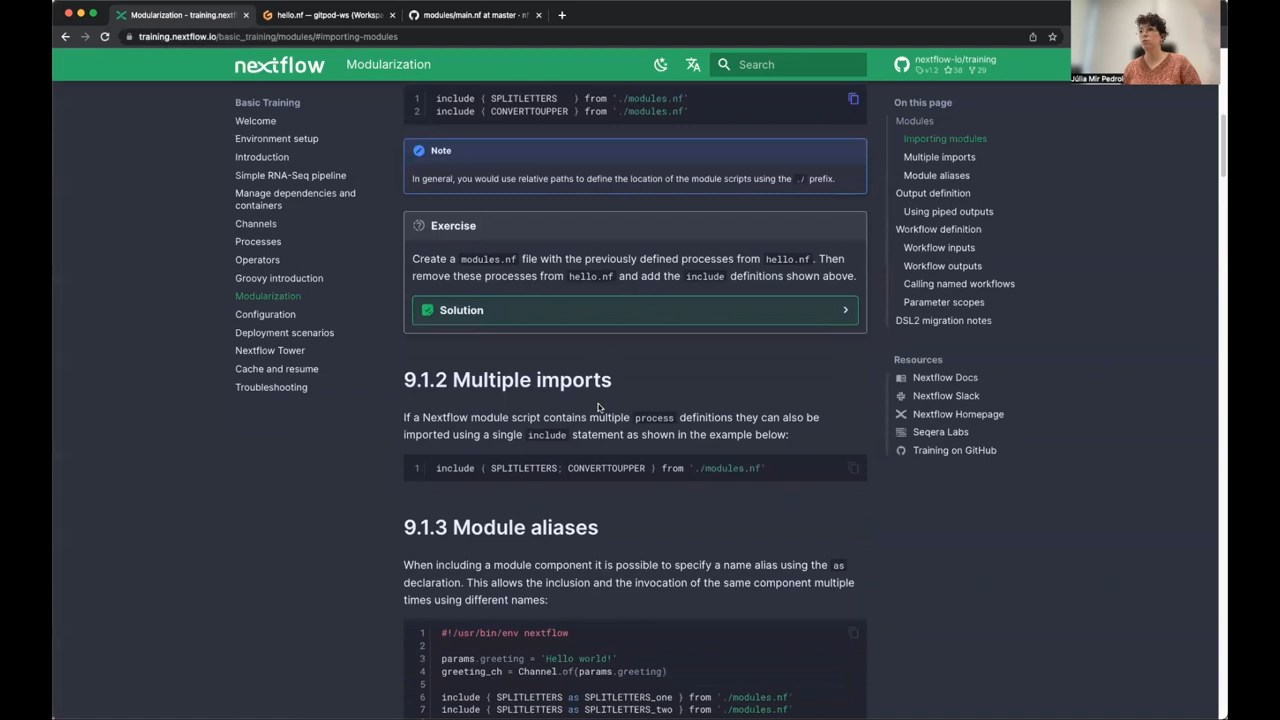 Modularization - training.nextf
hello.nf — gitpod-ws (Workspa
modules/main.nf at master · nf
training.nextflow.io/basic_training/modules/#importing-modules
nextflow
Modularization
Search
nextflow-io/training
v1.2 38 29
Júlia Mir Pedrol
Basic Training
Welcome
Environment setup
Introduction
Simple RNA-Seq pipeline
Manage dependencies and
containers
Channels
Processes
Operators
Groovy introduction
Modularization
Configuration
Deployment scenarios
Nextflow Tower
Cache and resume
Troubleshooting
1 include { SPLITLETTERS } from './modules.nf'
2 include { CONVERTTOUPPER } from './modules.nf'
Note
In general, you would use relative paths to define the location of the module scripts using the ./ prefix.
Exercise
Create a modules.nf file with the previously defined processes from hello.nf. Then
remove these processes from hello.nf and add the include definitions shown above.
Solution
9.1.2 Multiple imports
If a Nextflow module script contains multiple process definitions they can also be
imported using a single include statement as shown in the example below:
1 include { SPLITLETTERS; CONVERTTOUPPER } from './modules.nf'
9.1.3 Module aliases
When including a module component it is possible to specify a name alias using the as
declaration. This allows the inclusion and the invocation of the same component multiple
times using different names:
1 #!/usr/bin/env nextflow
2
3 params.greeting = 'Hello world!'
4 greeting_ch = Channel.of(params.greeting)
5
6 include { SPLITLETTERS as SPLITLETTERS_one } from './modules.nf'
7 include { SPLITLETTERS as SPLITLETTERS_two } from './modules.nf'
On this page
Modules
Importing modules
Multiple imports
Module aliases
Output definition
Using piped outputs
Workflow definition
Workflow inputs
Workflow outputs
Calling named workflows
Parameter scopes
DSL2 migration notes
Resources
Nextflow Docs
Nextflow Slack
Nextflow Homepage
Seqera Labs
Training on GitHub